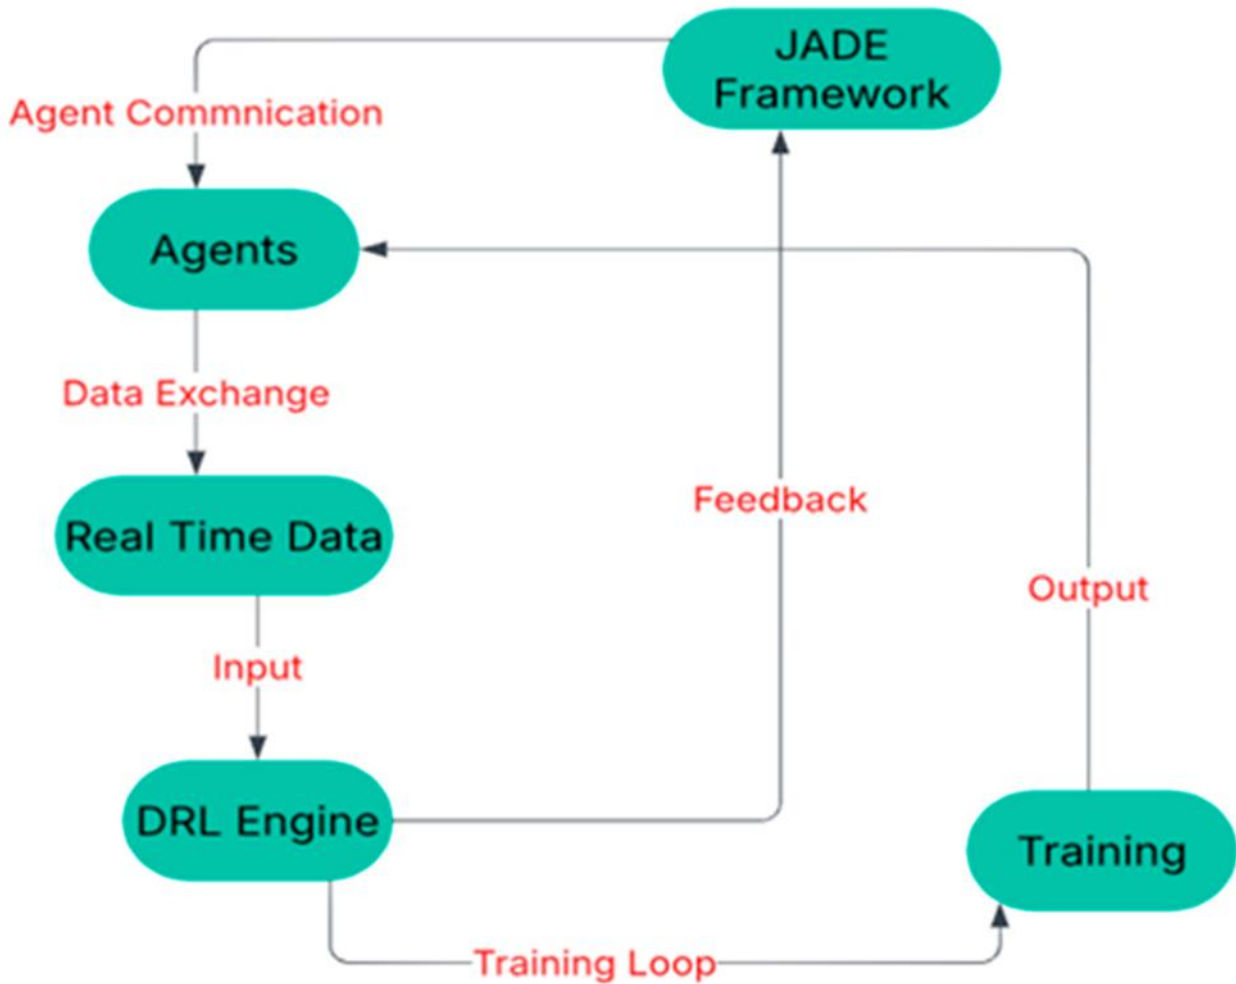 JADE
Framework
Agent Commnication
Agents
Data Exchange
Feedback
Real Time Data
Output
Input
DRL Engine
Training
Training Loop